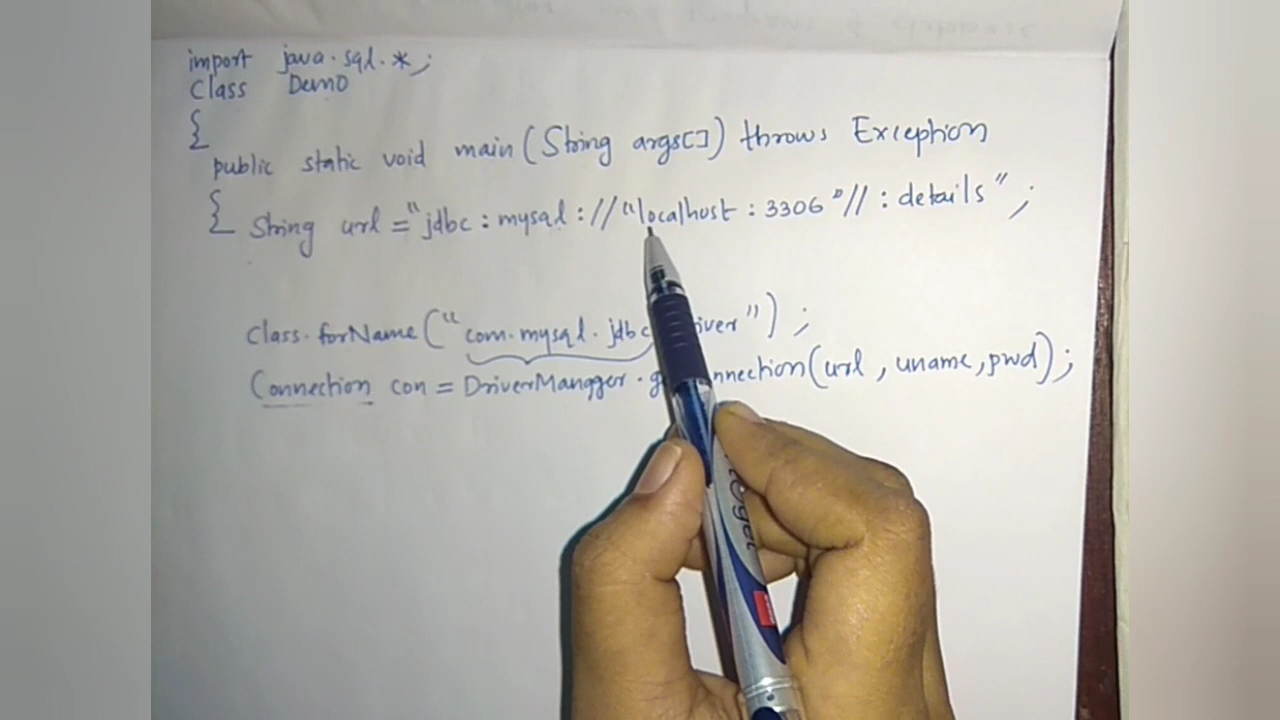 import java.sql.*;
Class Demo
{
public static void main(String args[]) throws Exception
{ String url = "jdbc:mysql://"localhost:3306"//:details";
Class.forName("com.mysql.jdbc iver");
Connection con = DriverManager.g nnection(url, uname, pwd);